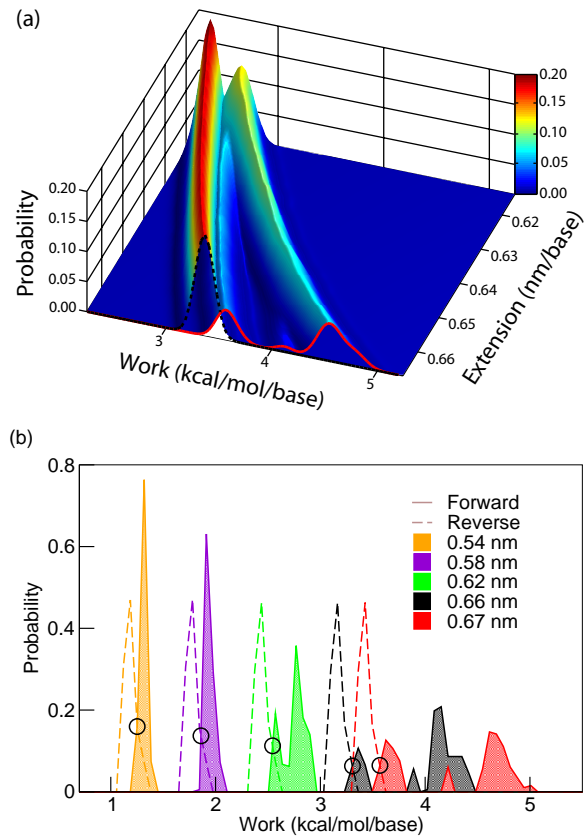 (a)
0.20
0.15
0.10
0.05
0.00
Probability
0.20
0.15
0.10
0.05
0.00
3
4
5
Work (kcal/mol/base)
0.62
0.63
0.64
0.65
0.66
Extension (nm/base)
(b)
0.8
0.6
0.4
0.2
0
Probability
Forward
Reverse
0.54 nm
0.58 nm
0.62 nm
0.66 nm
0.67 nm
1 2 3 4 5
Work (kcal/mol/base)